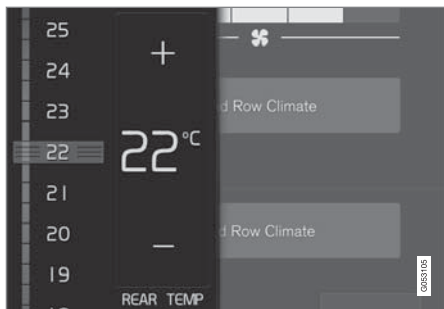 25
24
23
22
21
20
19
+
22°C
−
REAR TEMP
d Row Climate
d Row Climate
G053105